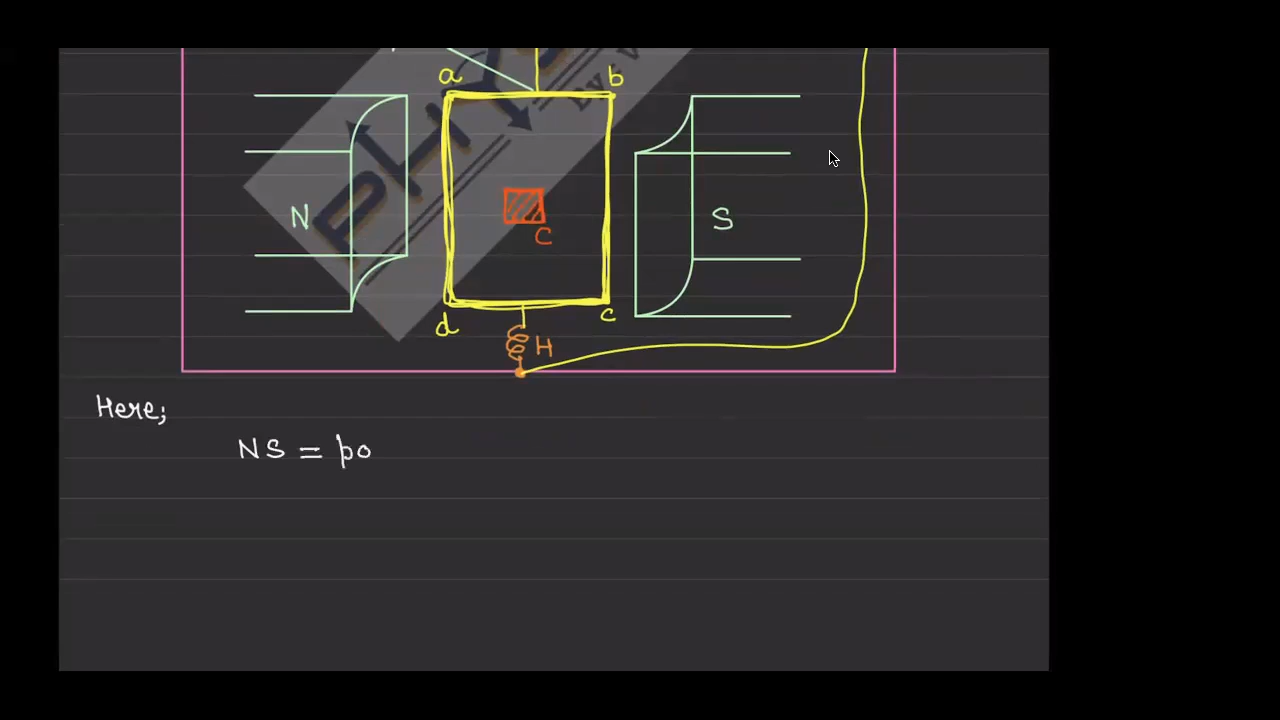 a b
N S
C
d c
H
Here;
NS = po